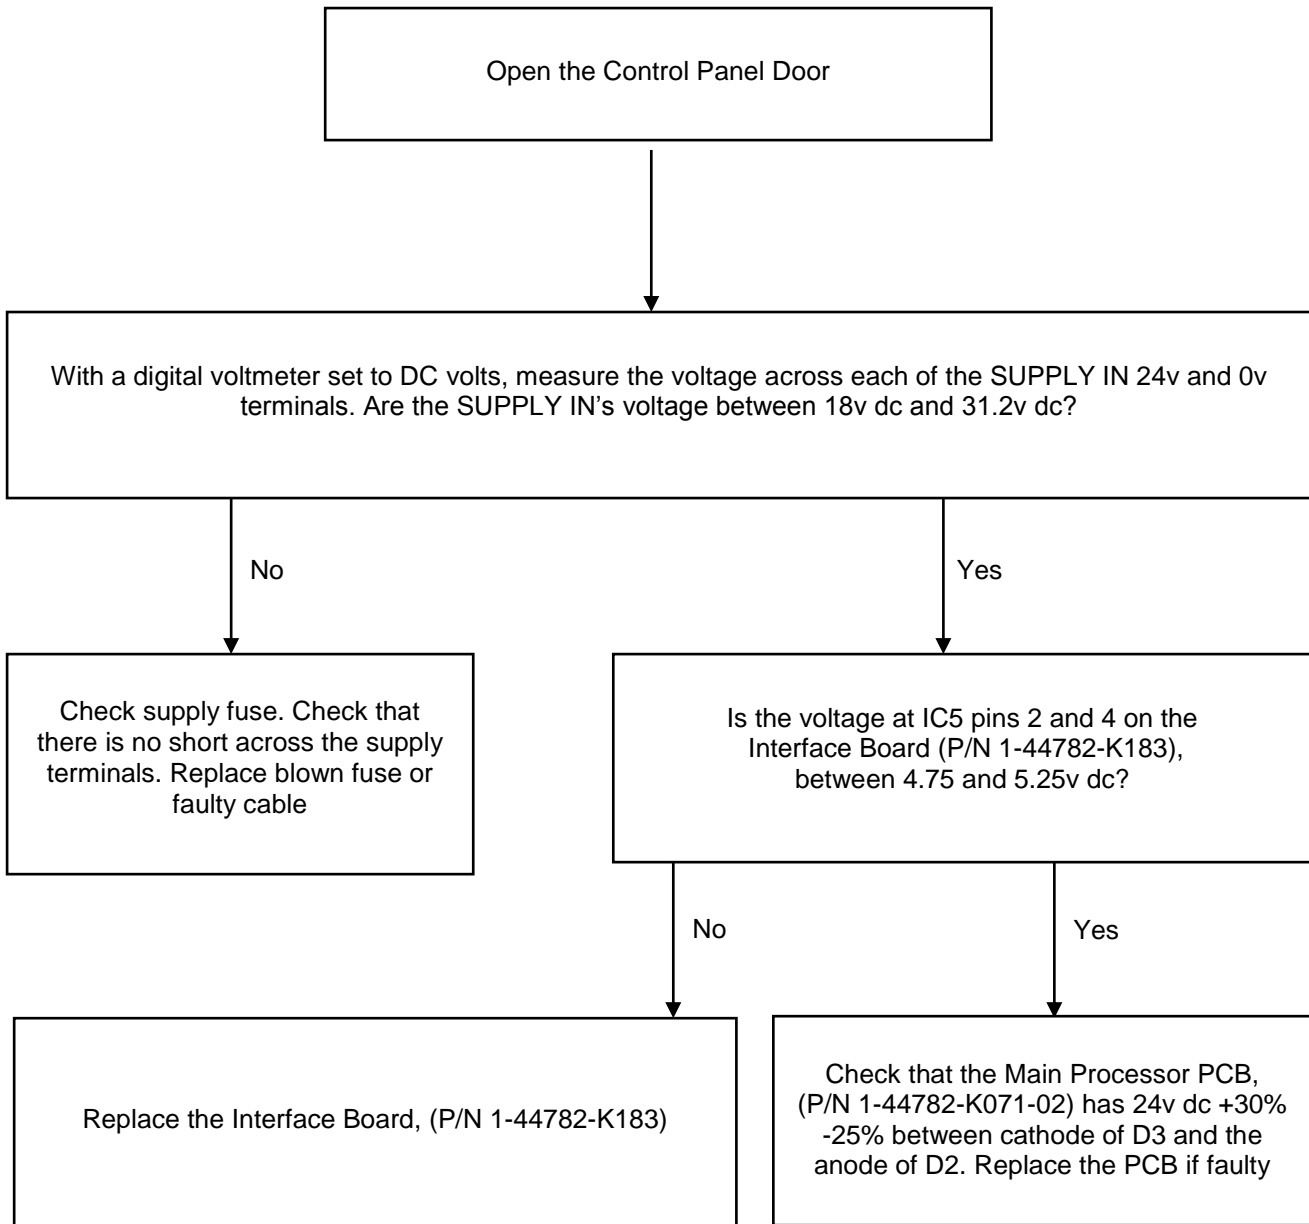 Open the Control Panel Door
With a digital voltmeter set to DC volts, measure the voltage across each of the SUPPLY IN 24v and 0v
terminals. Are the SUPPLY IN’s voltage between 18v dc and 31.2v dc?
No
Yes
Check supply fuse. Check that
there is no short across the supply
terminals. Replace blown fuse or
faulty cable
Is the voltage at IC5 pins 2 and 4 on the
Interface Board (P/N 1-44782-K183),
between 4.75 and 5.25v dc?
No
Yes
Replace the Interface Board, (P/N 1-44782-K183)
Check that the Main Processor PCB,
(P/N 1-44782-K071-02) has 24v dc +30%
-25% between cathode of D3 and the
anode of D2. Replace the PCB if faulty